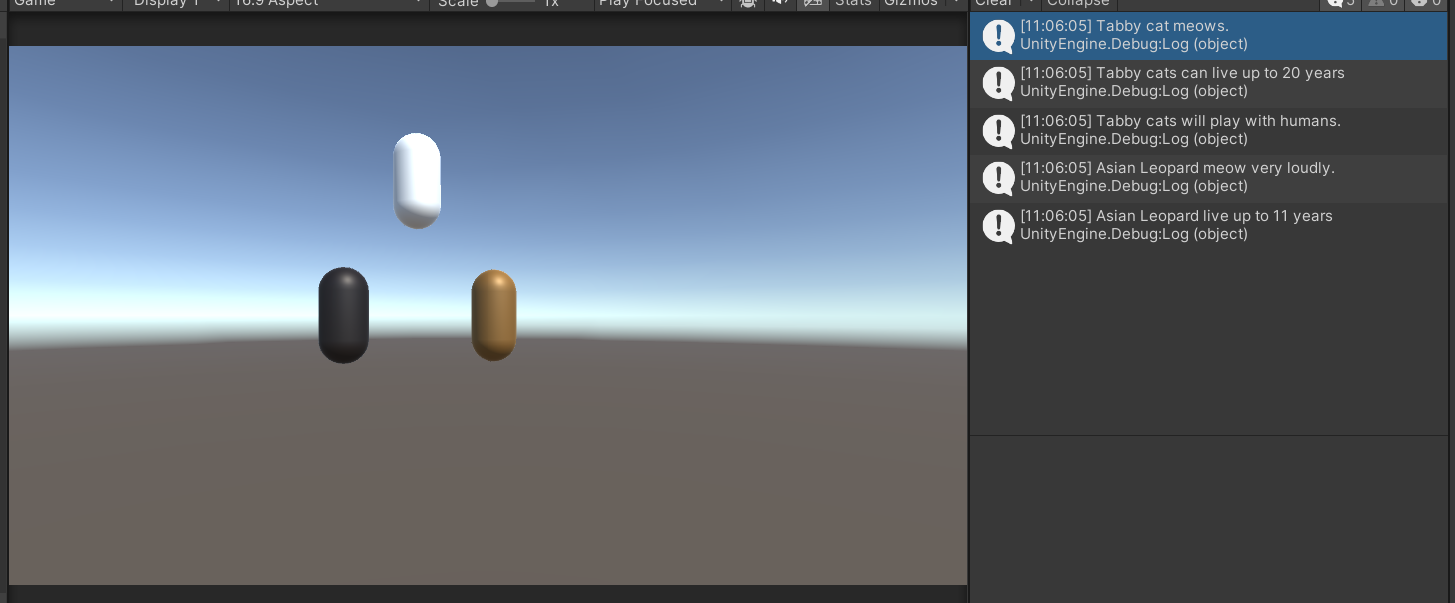 Game Display 1 16:9 Aspect Scale 1x Play Focused Stats Gizmos Clear Collapse 5 0 0
[11:06:05] Tabby cat meows.
UnityEngine.Debug:Log (object)
[11:06:05] Tabby cats can live up to 20 years
UnityEngine.Debug:Log (object)
[11:06:05] Tabby cats will play with humans.
UnityEngine.Debug:Log (object)
[11:06:05] Asian Leopard meow very loudly.
UnityEngine.Debug:Log (object)
[11:06:05] Asian Leopard live up to 11 years
UnityEngine.Debug:Log (object)